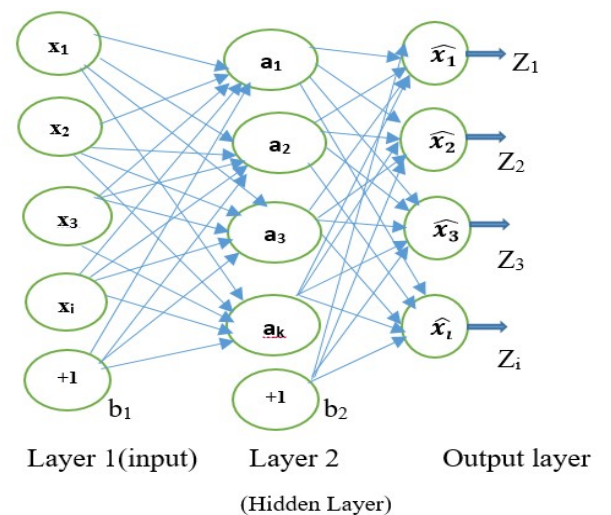 x₁ a₁ x̂₁ Z₁
x₂ a₂ x̂₂ Z₂
x₃ a₃ x̂₃ Z₃
xᵢ aₖ x̂ᵢ Zᵢ
+1 b₁ +1 b₂
Layer 1(input) Layer 2 Output layer
(Hidden Layer)